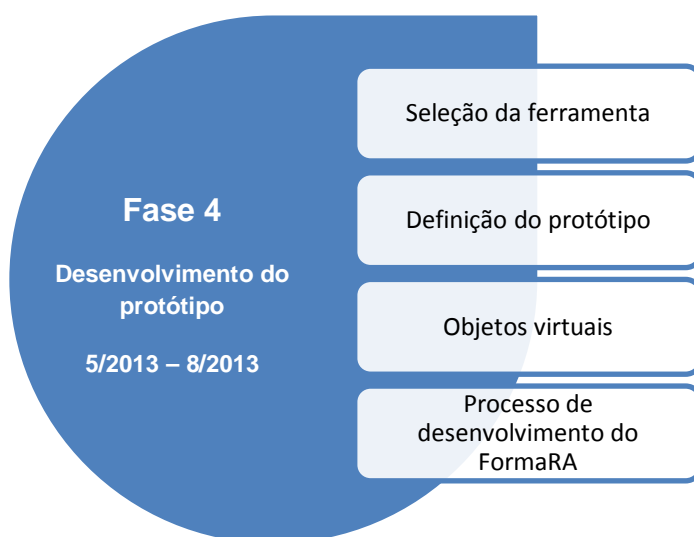 Fase 4
Desenvolvimento do
protótipo
5/2013 – 8/2013
Seleção da ferramenta
Definição do protótipo
Objetos virtuais
Processo de
desenvolvimento do
FormaRA